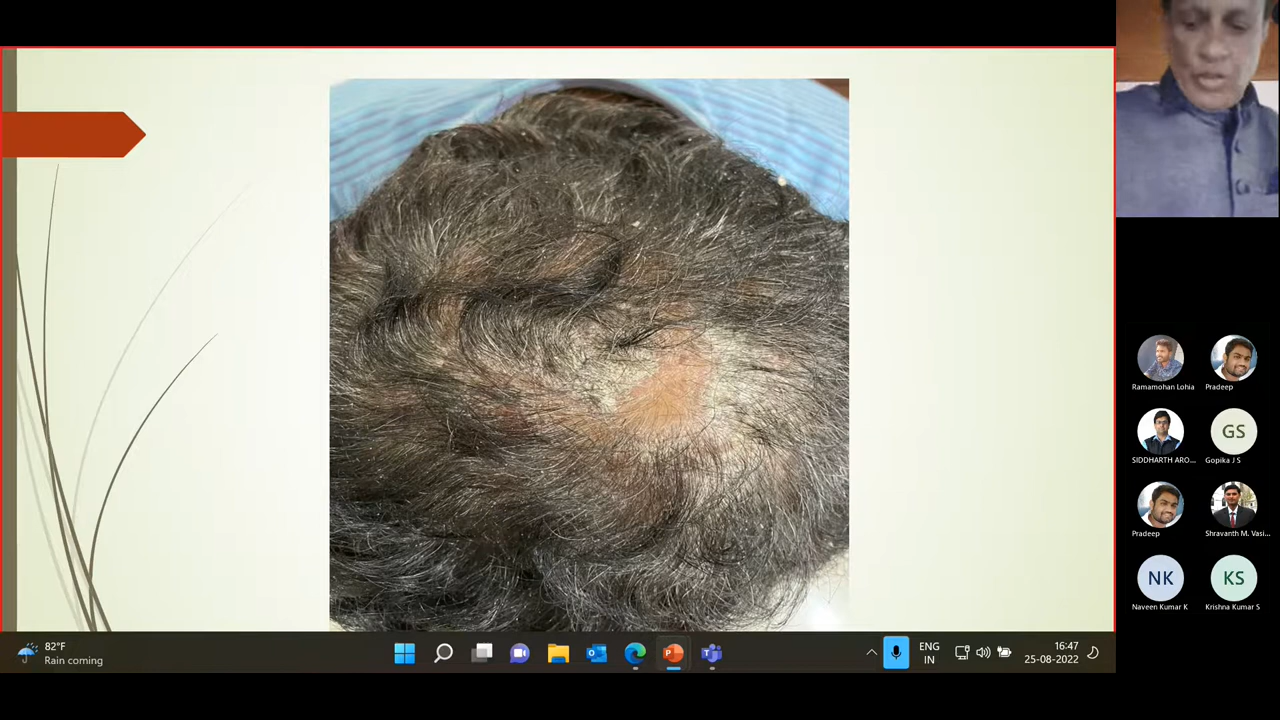 Ramamohan Lohia
Pradeep
SIDDHARTH ARO...
GS
Gopika J S
Pradeep
Shravanth M. Vasi...
NK
Naveen Kumar K
KS
Krishna Kumar S
82°F
Rain coming
ENG
IN
16:47
25-08-2022